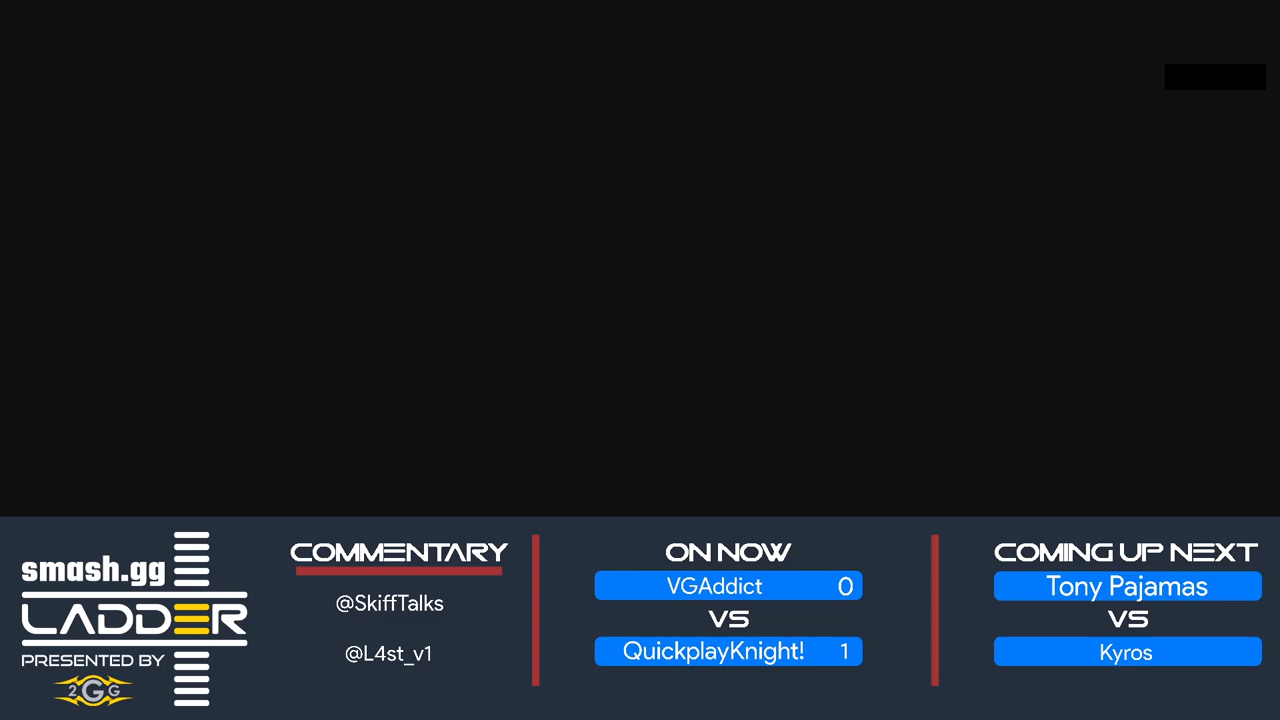 smash.gg
LADDER
PRESENTED BY
2GG
COMMENTARY
@SkiffTalks
@L4st_v1
ON NOW
VGAddict 0
VS
QuickplayKnight! 1
COMING UP NEXT
Tony Pajamas
VS
Kyros